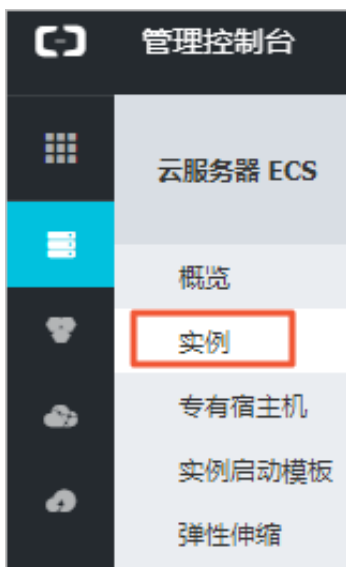 管理控制台
云服务器 ECS
概览
实例
专有宿主机
实例启动模板
弹性伸缩